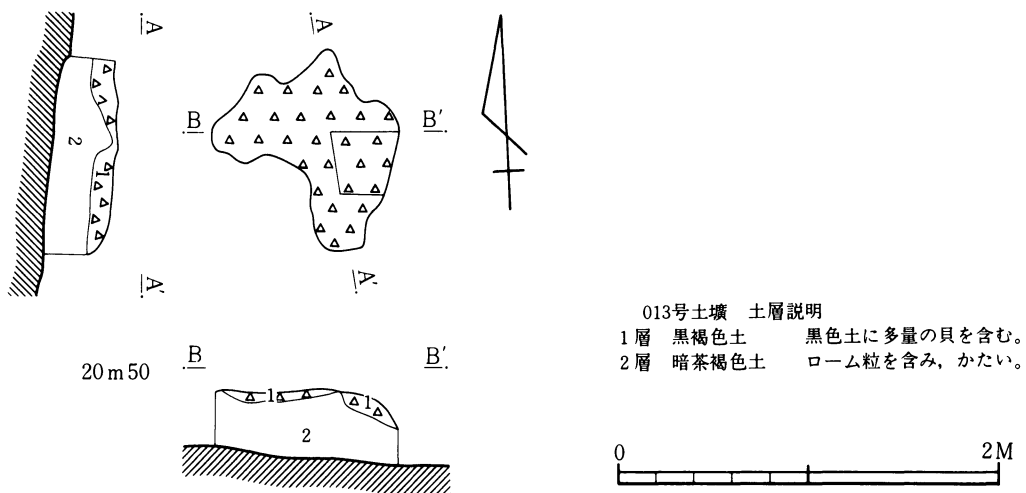 A
A'
2
1
A
B
B'
A'
B
B'
20m50
1
1
2
013号土壙 土層説明
1層 黒褐色土 黒色土に多量の貝を含む。
2層 暗茶褐色土 ローム粒を含み，かたい。
0
2M